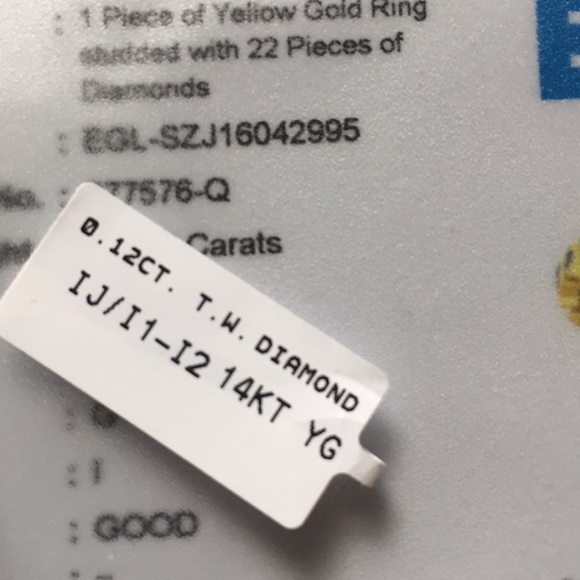 : 1 Piece of Yellow Gold Ring
studded with 22 Pieces of
Diamonds
: EGL-SZJ16042995
No. : 77576-Q
Carats
0.12CT. T.W. DIAMOND
IJ/I1-I2 14KT YG
: I
: GOOD